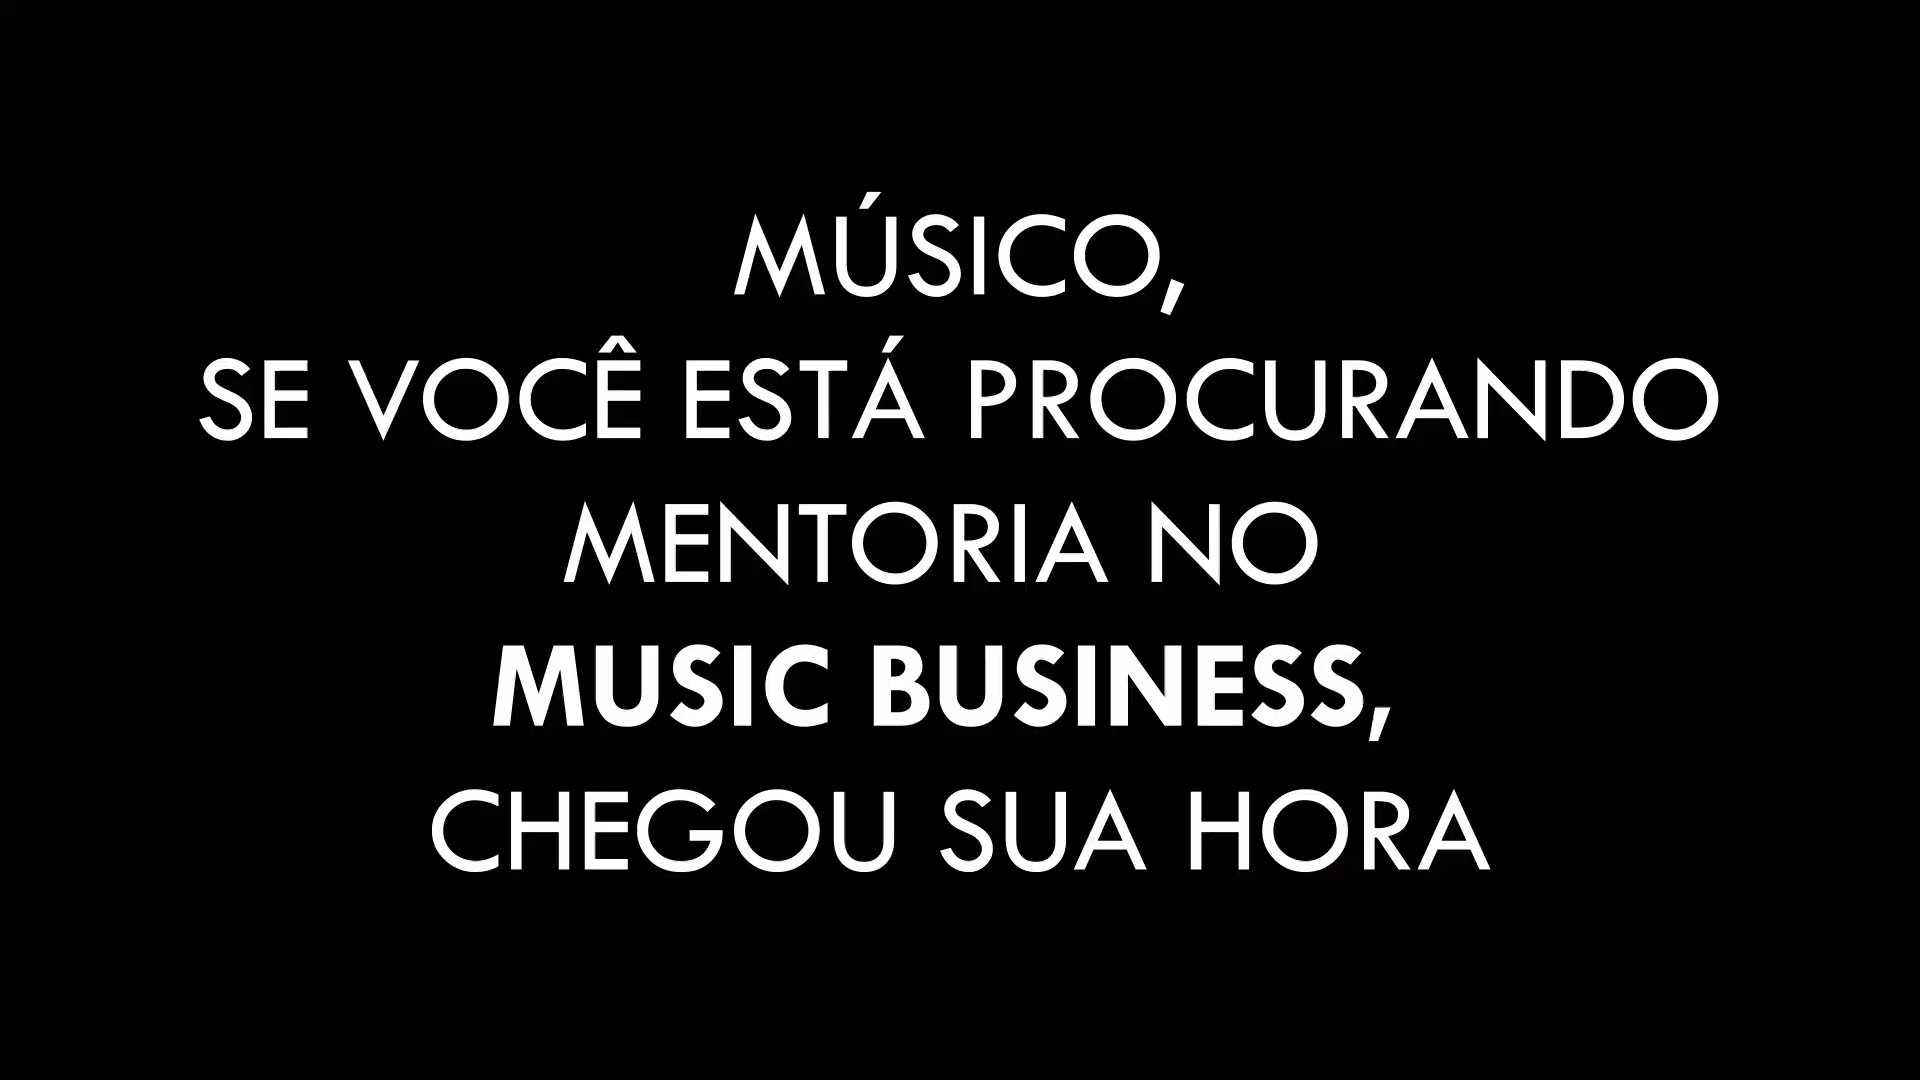 MÚSICO,
SE VOCÊ ESTÁ PROCURANDO
MENTORIA NO
MUSIC BUSINESS,
CHEGOU SUA HORA